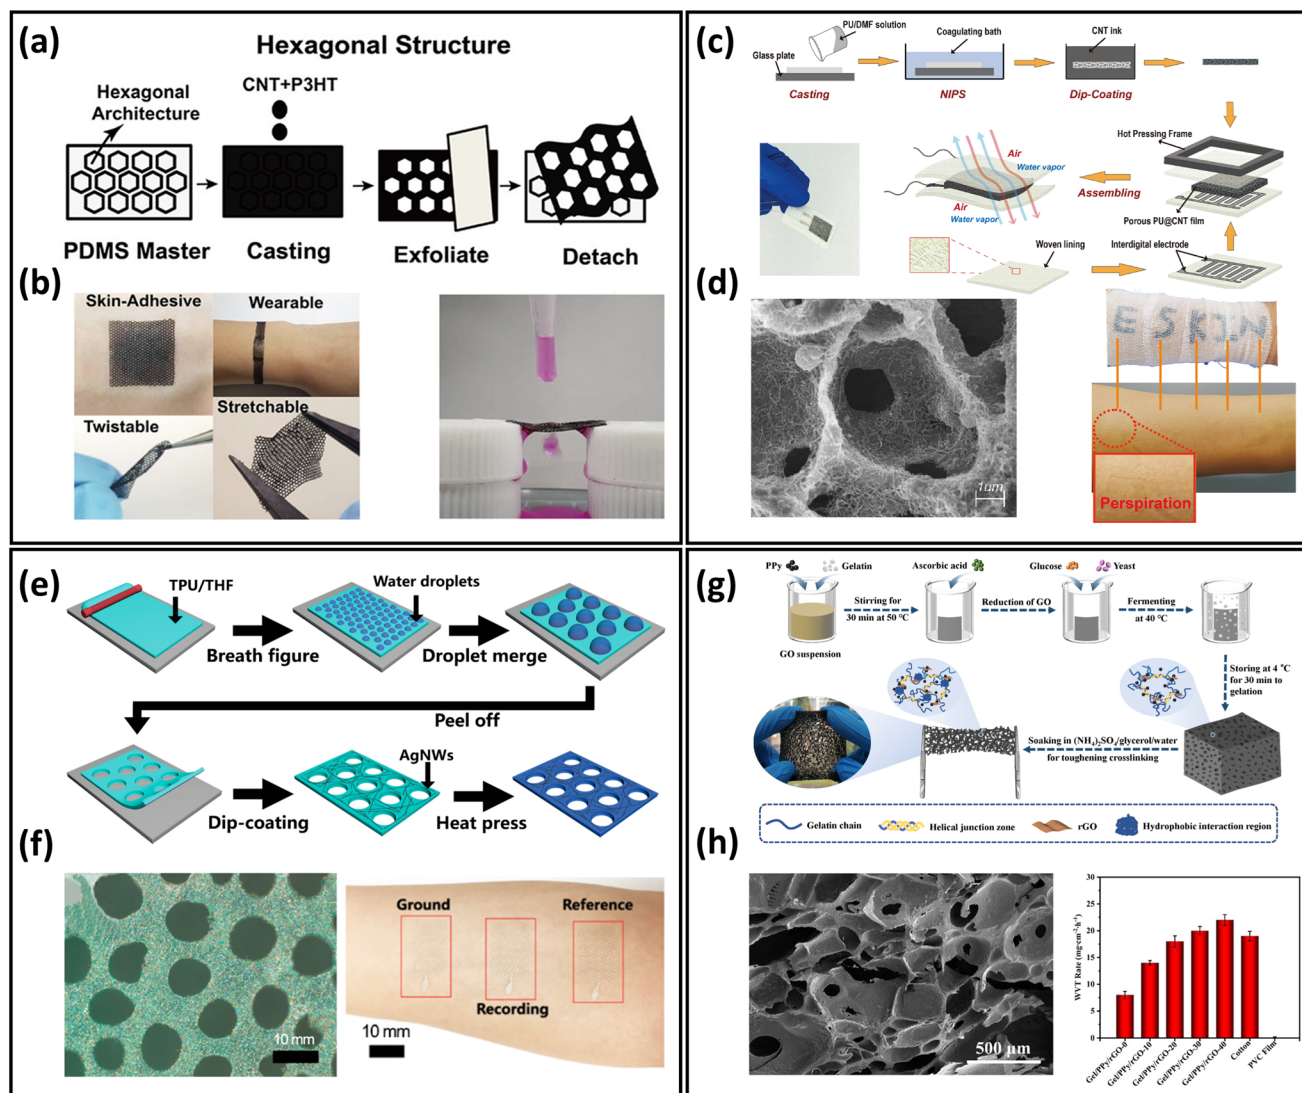 (a)
Hexagonal Structure
CNT+P3HT
Hexagonal
Architecture
PDMS Master
Casting
Exfoliate
Detach
(b)
Skin-Adhesive
Wearable
Twistable
Stretchable
(c)
PU/DMF solution
Glass plate
Casting
Coagulating bath
NIPS
CNT ink
Dip-Coating
Hot Pressing Frame
Air
Water vapor
Assembling
Air
Water vapor
Porous PU@CNT film
Woven lining
Interdigital electrode
(d)
1um
E S K I N
Perspiration
(e)
TPU/THF
Water droplets
Breath figure
Droplet merge
Peel off
AgNWs
Dip-coating
Heat press
(f)
10 mm
Ground
Reference
Recording
10 mm
(g)
PPy
Gelatin
Ascorbic acid
Glucose
Yeast
Stirring for
30 min at 50 °C
Reduction of GO
Fermenting
at 40°C
GO suspension
Storing at 4 °C
for 30 min to
gelation
Soaking in (NH₄)₂SO₄/glycerol/water
for toughening crosslinking
Gelatin chain
Helical junction zone
rGO
Hydrophobic interaction region
(h)
500 μm
WVT Rate (mg·cm⁻²·h⁻¹)
30
25
20
15
10
5
0
Gel/PPy/rGO-0
Gel/PPy/rGO-10
Gel/PPy/rGO-20
Gel/PPy/rGO-30
Gel/PPy/rGO-40
Cotton
PVC Film